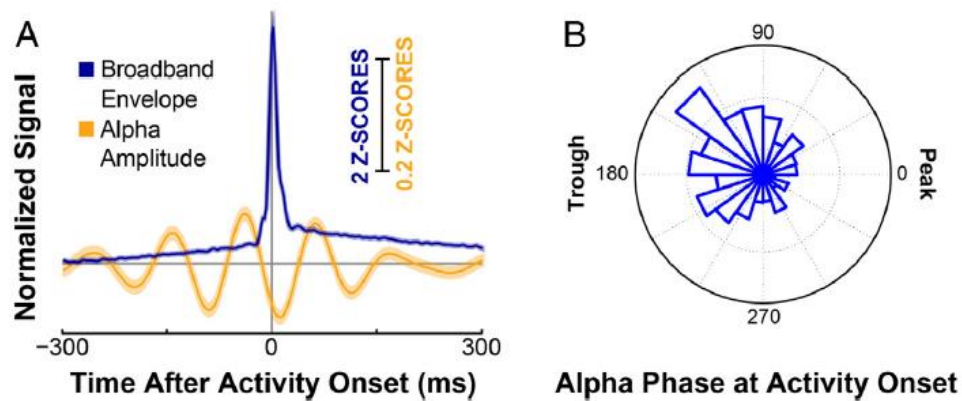 A
Normalized Signal
Broadband
Envelope
Alpha
Amplitude
2 Z-SCORES
0.2 Z-SCORES
−300
0
300
Time After Activity Onset (ms)
B
90
Trough
180
0
Peak
270
Alpha Phase at Activity Onset